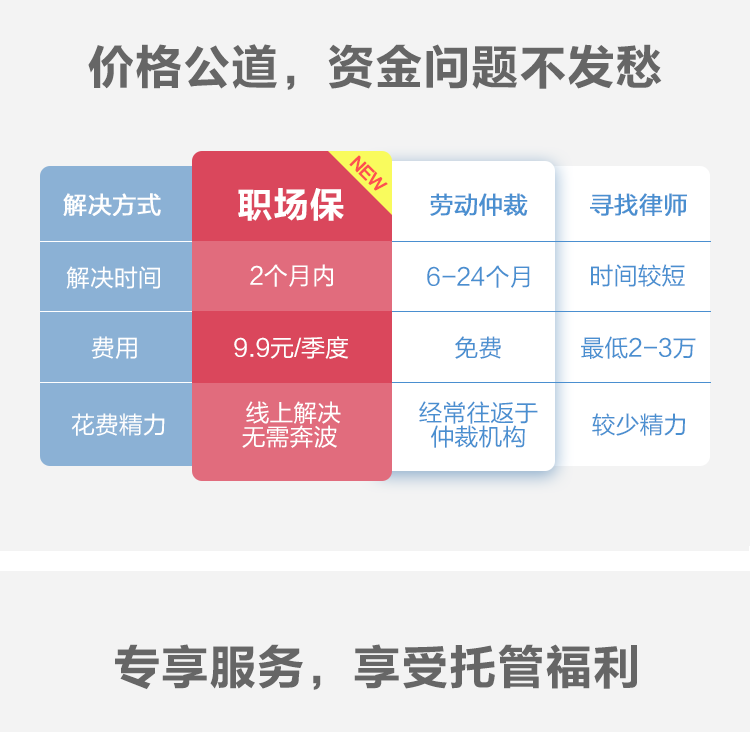 价格公道，资金问题不发愁
解决方式 职场保 NEW 劳动仲裁 寻找律师
解决时间 2个月内 6-24个月 时间较短
费用 9.9元/季度 免费 最低2-3万
花费精力 线上解决 经常往返于 较少精力
无需奔波 仲裁机构
专享服务，享受托管福利